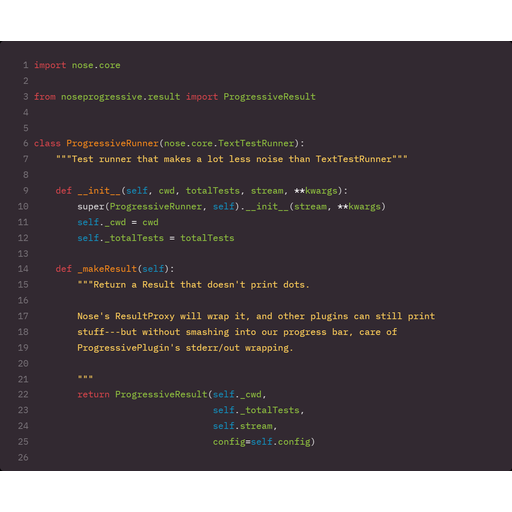 1 import nose.core
2
3 from noseprogressive.result import ProgressiveResult
4
5
6 class ProgressiveRunner(nose.core.TextTestRunner):
7     """Test runner that makes a lot less noise than TextTestRunner"""
8
9     def __init__(self, cwd, totalTests, stream, **kwargs):
10         super(ProgressiveRunner, self).__init__(stream, **kwargs)
11         self._cwd = cwd
12         self._totalTests = totalTests
13
14     def _makeResult(self):
15         """Return a Result that doesn't print dots.
16
17         Nose's ResultProxy will wrap it, and other plugins can still print
18         stuff---but without smashing into our progress bar, care of
19         ProgressivePlugin's stderr/out wrapping.
20
21         """
22         return ProgressiveResult(self._cwd,
23                                  self._totalTests,
24                                  self.stream,
25                                  config=self.config)
26